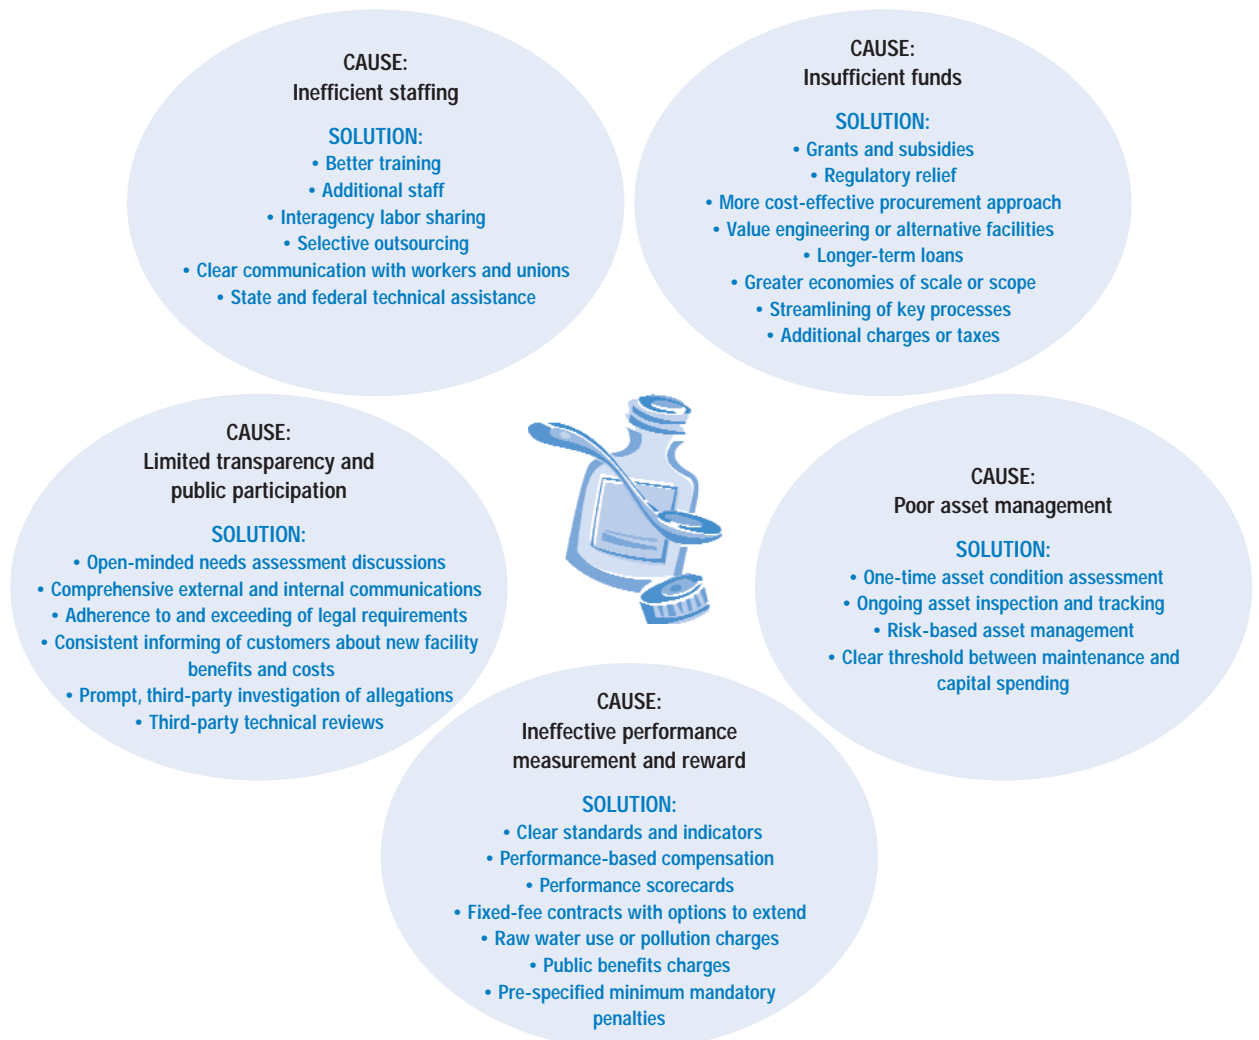 CAUSE:
Inefficient staffing
SOLUTION:
• Better training
• Additional staff
• Interagency labor sharing
• Selective outsourcing
• Clear communication with workers and unions
• State and federal technical assistance
CAUSE:
Insufficient funds
SOLUTION:
• Grants and subsidies
• Regulatory relief
• More cost-effective procurement approach
• Value engineering or alternative facilities
• Longer-term loans
• Greater economies of scale or scope
• Streamlining of key processes
• Additional charges or taxes
CAUSE:
Limited transparency and
public participation
SOLUTION:
• Open-minded needs assessment discussions
• Comprehensive external and internal communications
• Adherence to and exceeding of legal requirements
• Consistent informing of customers about new facility
benefits and costs
• Prompt, third-party investigation of allegations
• Third-party technical reviews
CAUSE:
Poor asset management
SOLUTION:
• One-time asset condition assessment
• Ongoing asset inspection and tracking
• Risk-based asset management
• Clear threshold between maintenance and
capital spending
CAUSE:
Ineffective performance
measurement and reward
SOLUTION:
• Clear standards and indicators
• Performance-based compensation
• Performance scorecards
• Fixed-fee contracts with options to extend
• Raw water use or pollution charges
• Public benefits charges
• Pre-specified minimum mandatory
penalties